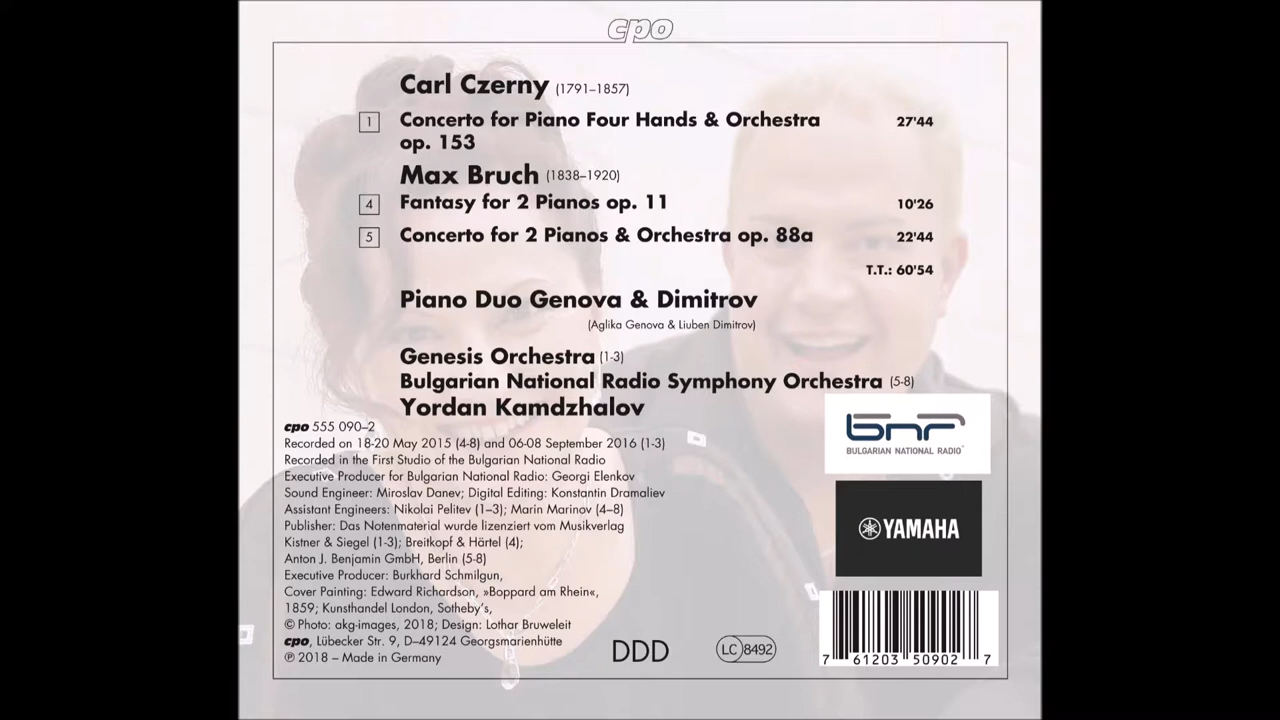 cpo
Carl Czerny (1791–1857)
1 Concerto for Piano Four Hands & Orchestra 27'44
op. 153
Max Bruch (1838–1920)
4 Fantasy for 2 Pianos op. 11 10'26
5 Concerto for 2 Pianos & Orchestra op. 88a 22'44
T.T.: 60'54
Piano Duo Genova & Dimitrov
(Aglika Genova & Liuben Dimitrov)
Genesis Orchestra (1-3)
Bulgarian National Radio Symphony Orchestra (5-8)
Yordan Kamdzhalov
cpo 555 090–2
Recorded on 18-20 May 2015 (4-8) and 06-08 September 2016 (1-3)
Recorded in the First Studio of the Bulgarian National Radio
Executive Producer for Bulgarian National Radio: Georgi Elenkov
Sound Engineer: Miroslav Danev; Digital Editing: Konstantin Dramaliev
Assistant Engineers: Nikolai Pelitev (1–3); Marin Marinov (4–8)
Publisher: Das Notenmaterial wurde lizenziert vom Musikverlag
Kistner & Siegel (1-3); Breitkopf & Härtel (4);
Anton J. Benjamin GmbH, Berlin (5-8)
Executive Producer: Burkhard Schmilgun,
Cover Painting: Edward Richardson, »Boppard am Rhein«,
1859; Kunsthandel London, Sotheby's,
© Photo: akg-images, 2018; Design: Lothar Bruweleit
cpo, Lübecker Str. 9, D–49124 Georgsmarienhütte
℗ 2018 – Made in Germany
bnr
BULGARIAN NATIONAL RADIO
YAMAHA
DDD
LC 8492
7 61203 50902 7